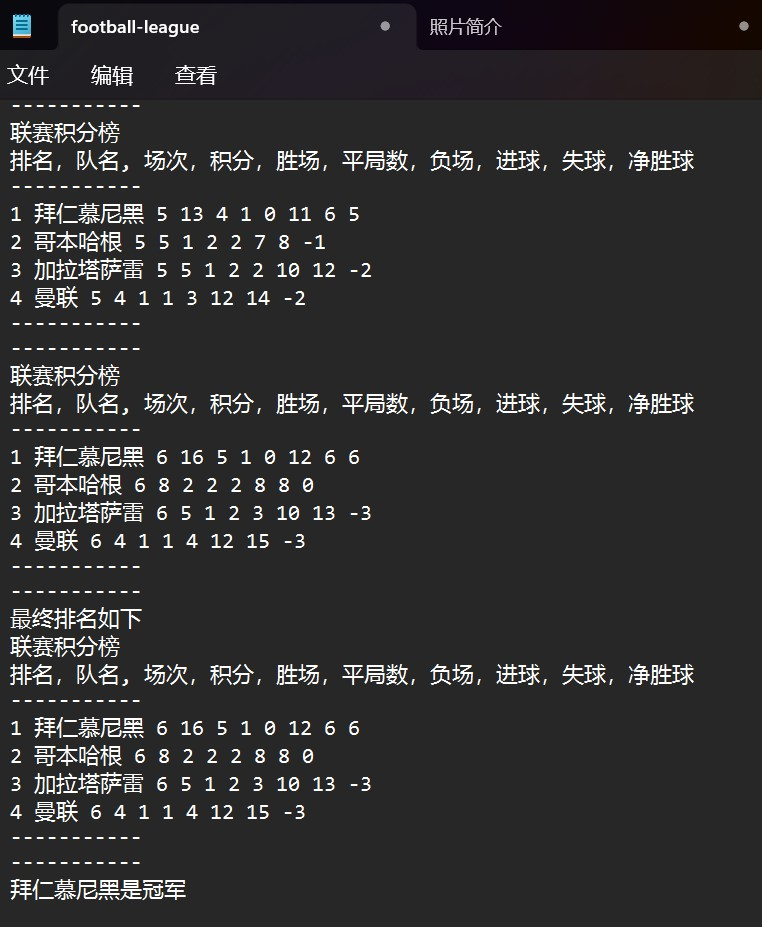 football-league
照片简介
文件 编辑 查看
-----------
联赛积分榜
排名，队名, 场次，积分，胜场，平局数，负场，进球，失球，净胜球
-----------
1 拜仁慕尼黑 5 13 4 1 0 11 6 5
2 哥本哈根 5 5 1 2 2 7 8 -1
3 加拉塔萨雷 5 5 1 2 2 10 12 -2
4 曼联 5 4 1 1 3 12 14 -2
-----------
-----------
联赛积分榜
排名，队名, 场次，积分，胜场，平局数，负场，进球，失球，净胜球
-----------
1 拜仁慕尼黑 6 16 5 1 0 12 6 6
2 哥本哈根 6 8 2 2 2 8 8 0
3 加拉塔萨雷 6 5 1 2 3 10 13 -3
4 曼联 6 4 1 1 4 12 15 -3
-----------
-----------
最终排名如下
联赛积分榜
排名，队名, 场次，积分，胜场，平局数，负场，进球，失球，净胜球
-----------
1 拜仁慕尼黑 6 16 5 1 0 12 6 6
2 哥本哈根 6 8 2 2 2 8 8 0
3 加拉塔萨雷 6 5 1 2 3 10 13 -3
4 曼联 6 4 1 1 4 12 15 -3
-----------
-----------
拜仁慕尼黑是冠军